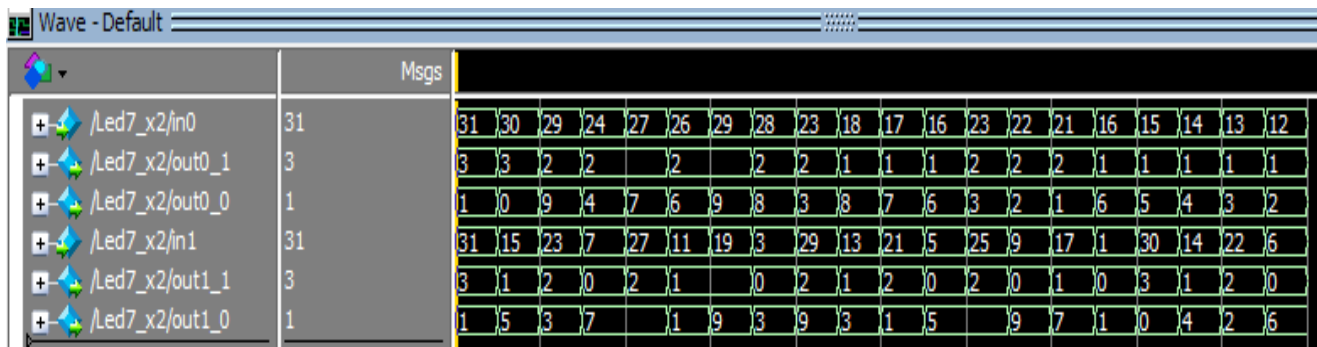 Wave - Default
Msgs
/Led7_x2/in0 31 31 30 29 24 27 26 29 28 23 18 17 16 23 22 21 16 15 14 13 12
/Led7_x2/out0_1 3 3 3 2 2 2 2 2 1 1 1 2 2 2 1 1 1 1 1
/Led7_x2/out0_0 1 1 0 9 4 7 6 9 8 3 8 7 6 3 2 1 6 5 4 3 2
/Led7_x2/in1 31 31 15 23 7 27 11 19 3 29 13 21 5 25 9 17 1 30 14 22 6
/Led7_x2/out1_1 3 3 1 2 0 2 1 0 2 1 2 0 2 0 1 0 3 1 2 0
/Led7_x2/out1_0 1 1 5 3 7 1 9 3 9 3 1 5 9 7 1 0 4 2 6